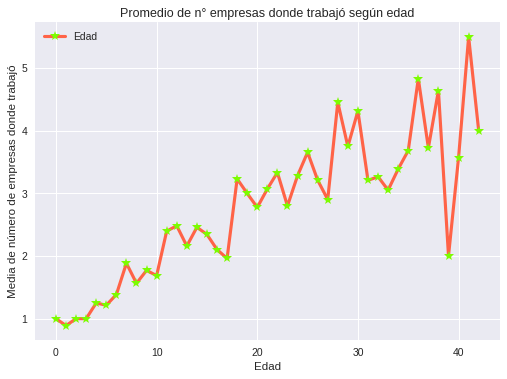 Promedio de n° empresas donde trabajó según edad
Edad
Media de número de empresas donde trabajó
5
4
3
2
1
0
10
20
30
40
Edad